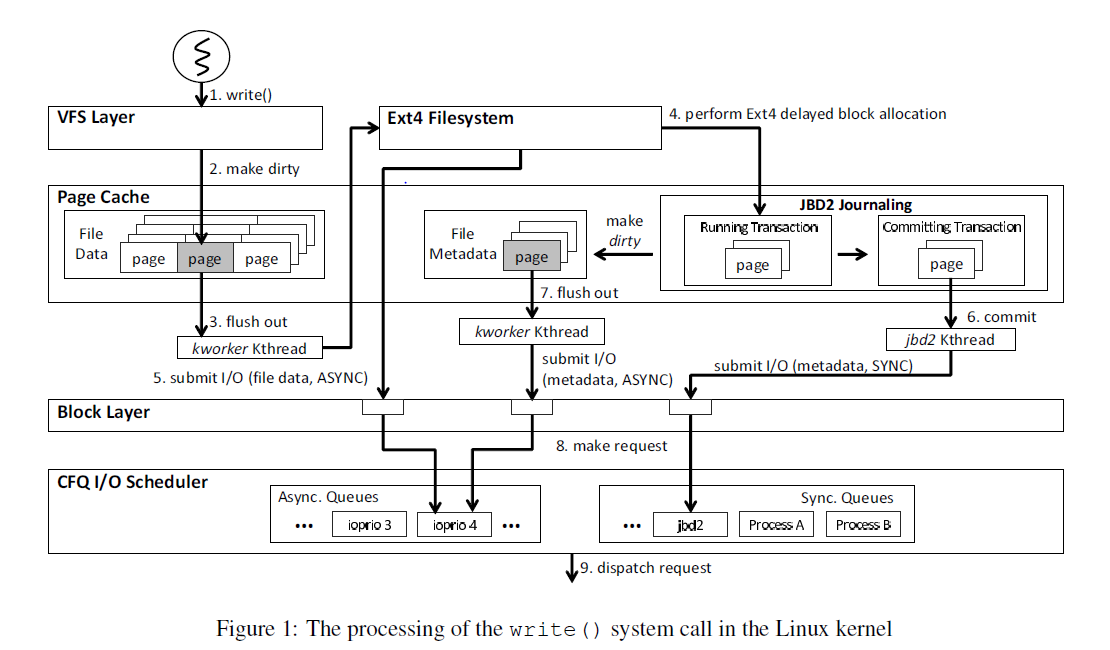 1. write()
VFS Layer
Ext4 Filesystem
4. perform Ext4 delayed block allocation
2. make dirty
Page Cache
JBD2 Journaling
File
Data
page
page
page
File
Metadata
page
make
dirty
Running Transaction
page
Committing Transaction
page
3. flush out
7. flush out
6. commit
kworker Kthread
kworker Kthread
jbd2 Kthread
5. submit I/O (file data, ASYNC)
submit I/O
(metadata, ASYNC)
submit I/O (metadata, SYNC)
Block Layer
8. make request
CFQ I/O Scheduler
Async. Queues
••• ioprio 3 ioprio 4 •••
Sync. Queues
••• jbd2 Process A Process B
9. dispatch request
Figure 1: The processing of the write() system call in the Linux kernel